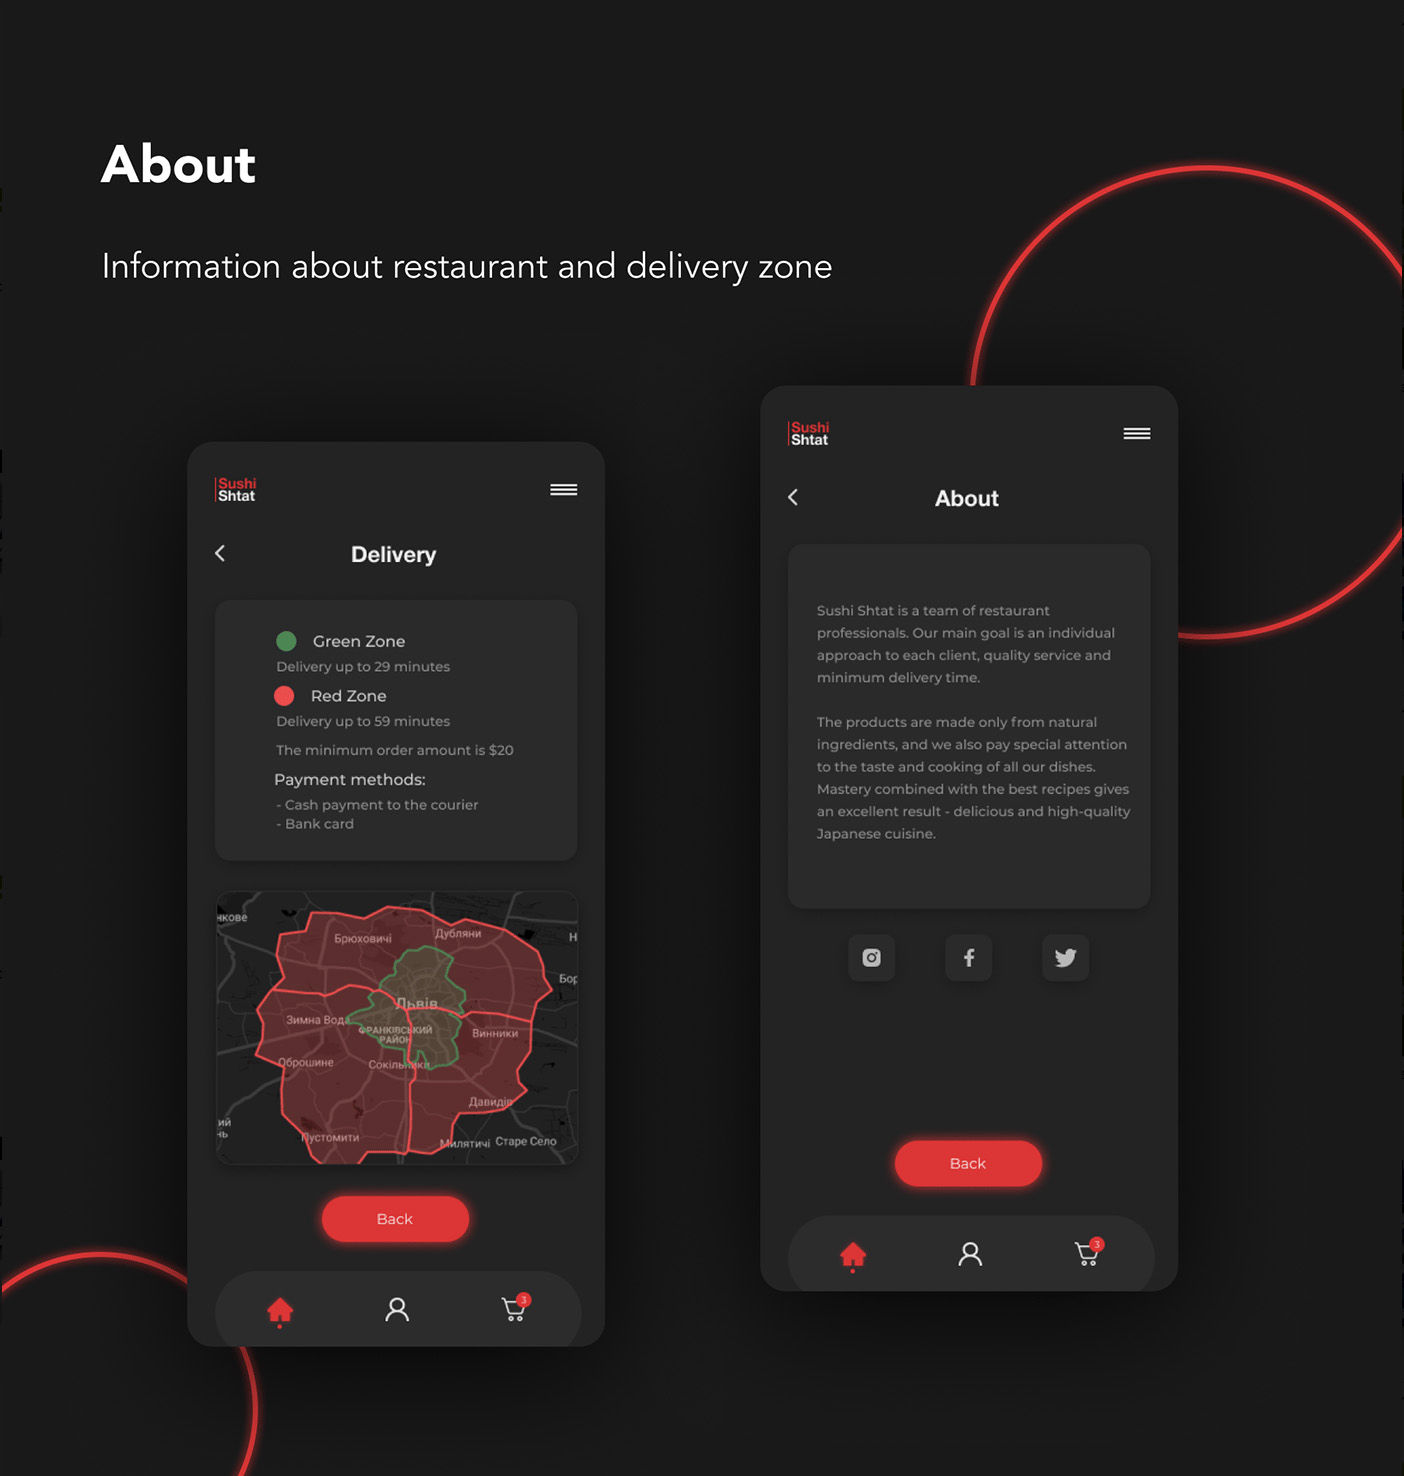 About
Information about restaurant and delivery zone
Sushi
Shtat
Delivery
Green Zone
Delivery up to 29 minutes
Red Zone
Delivery up to 59 minutes
The minimum order amount is $20
Payment methods:
- Cash payment to the courier
- Bank card
нкове
Брюховичі
Дубляни
Н
Бор
Львів
Зимна Вода
ФРАНКІВСЬКИЙ
РАЙОН
Винники
Оброшине
Сокільники
Давидів
ий
нь
Пустомити
Милятичі
Старе Село
Back
3
Sushi
Shtat
About
Sushi Shtat is a team of restaurant
professionals. Our main goal is an individual
approach to each client, quality service and
minimum delivery time.
The products are made only from natural
ingredients, and we also pay special attention
to the taste and cooking of all our dishes.
Mastery combined with the best recipes gives
an excellent result - delicious and high-quality
Japanese cuisine.
Back
3